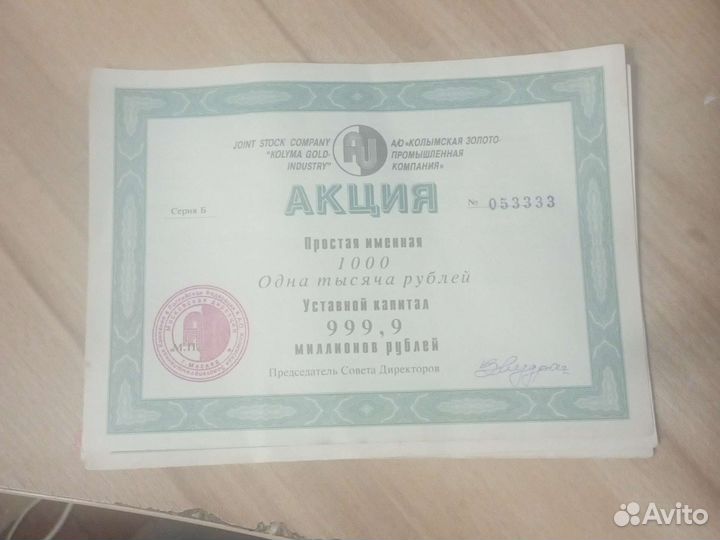 JOINT STOCK COMPANY
"KOLYMA GOLD-
INDUSTRY"
AU
А/О «КОЛЫМСКАЯ ЗОЛОТО-
ПРОМЫШЛЕННАЯ
КОМПАНИЯ»
АКЦИЯ
Серия Б
№ 053333
Простая именная
1000
Одна тысяча рублей
Уставной капитал
999,9
миллионов рублей
М.П.
Председатель Совета Директоров
Avito